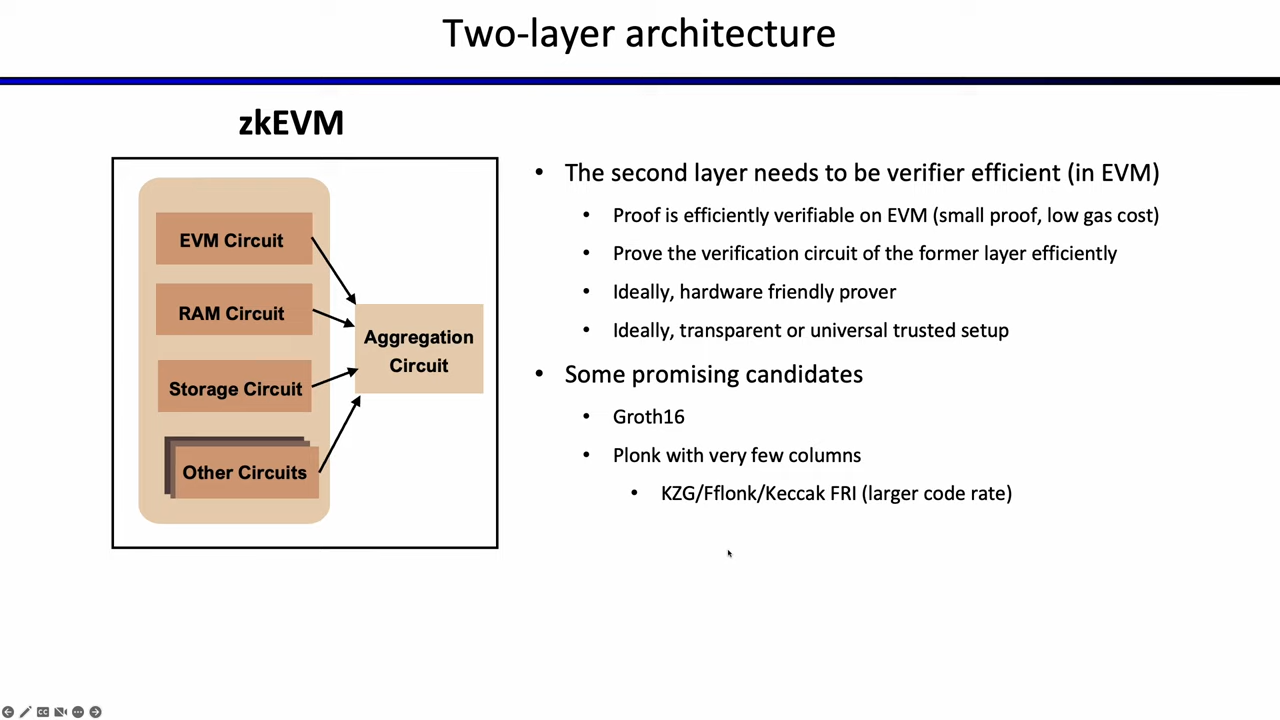 Two-layer architecture
zkEVM
EVM Circuit
RAM Circuit
Storage Circuit
Other Circuits
Aggregation
Circuit
• The second layer needs to be verifier efficient (in EVM)
• Proof is efficiently verifiable on EVM (small proof, low gas cost)
• Prove the verification circuit of the former layer efficiently
• Ideally, hardware friendly prover
• Ideally, transparent or universal trusted setup
• Some promising candidates
• Groth16
• Plonk with very few columns
• KZG/Fflonk/Keccak FRI (larger code rate)
CC